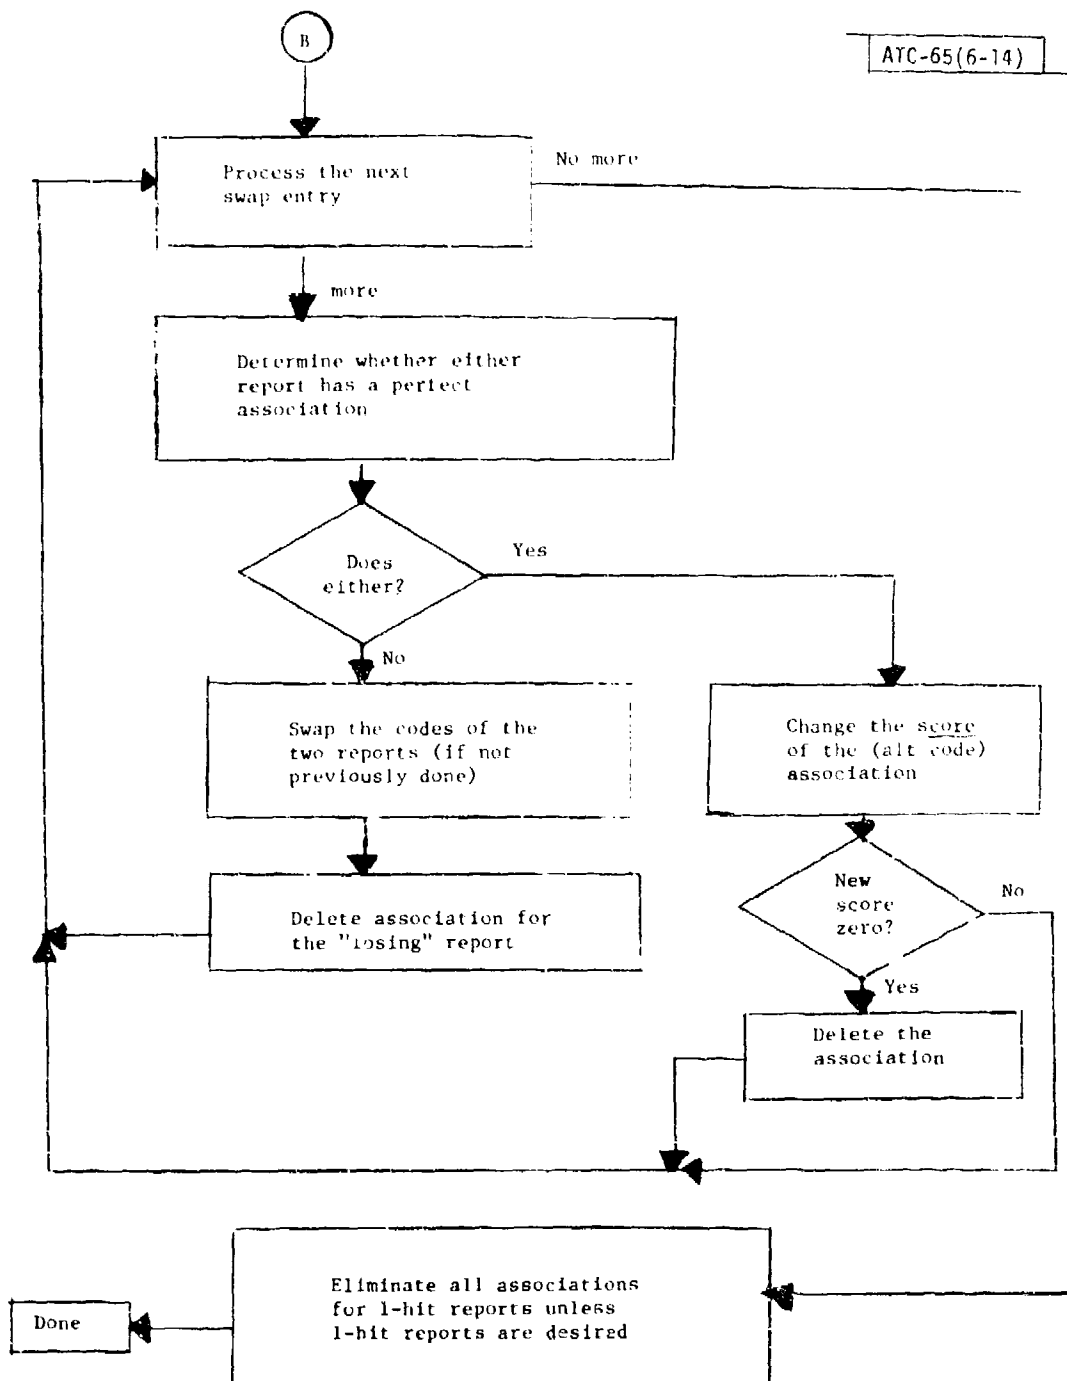 B
ATC-65(6-14)
Process the next
swap entry
No more
more
Determine whether either
report has a perfect
association
Does
either?
Yes
No
Swap the codes of the
two reports (if not
previously done)
Change the score
of the (alt code)
association
Delete association for
the "losing" report
New
score
zero?
No
Yes
Delete the
association
Eliminate all associations
for 1-hit reports unless
1-hit reports are desired
Done